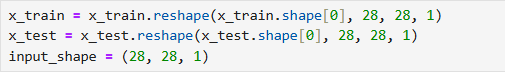 x_train = x_train.reshape(x_train.shape[0], 28, 28, 1)
x_test = x_test.reshape(x_test.shape[0], 28, 28, 1)
input_shape = (28, 28, 1)